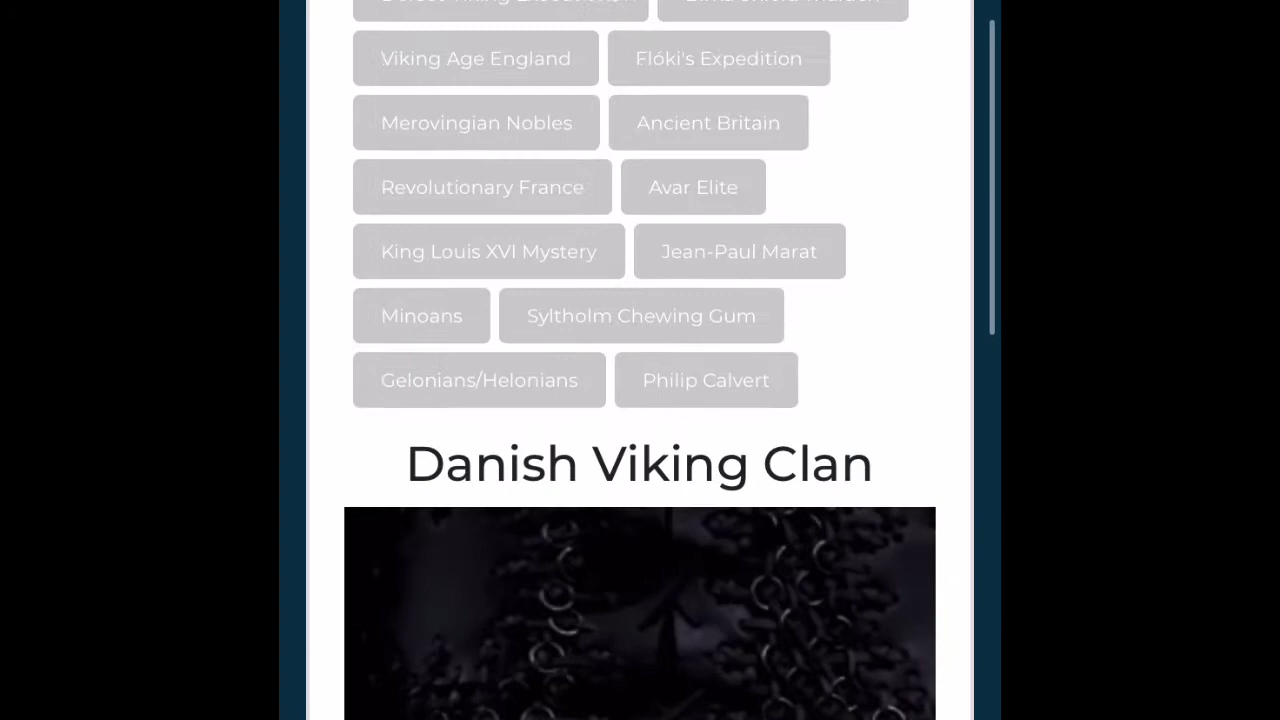 Viking Age England Flóki's Expedition
Merovingian Nobles Ancient Britain
Revolutionary France Avar Elite
King Louis XVI Mystery Jean-Paul Marat
Minoans Syltholm Chewing Gum
Gelonians/Helonians Philip Calvert
Danish Viking Clan